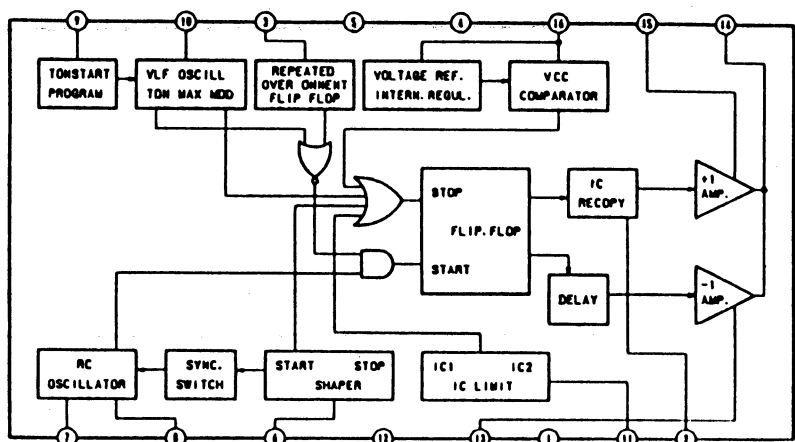 9 10 3 5 4 16 15 14
TONSTART
PROGRAM
VLF OSCILL
TON MAX MOD
REPEATED
OVER ONNENT
FLIP FLOP
VOLTAGE REF.
INTERN.REGUL.
VCC
COMPARATOR
STOP
FLIP.FLOP
START
IC
RECOPY
+1
AMP.
DELAY
-1
AMP.
RC
OSCILLATOR
SYNC.
SWITCH
START STOP
SHAPER
IC1 IC2
IC LIMIT
7 8 6 12 13 1 11 2